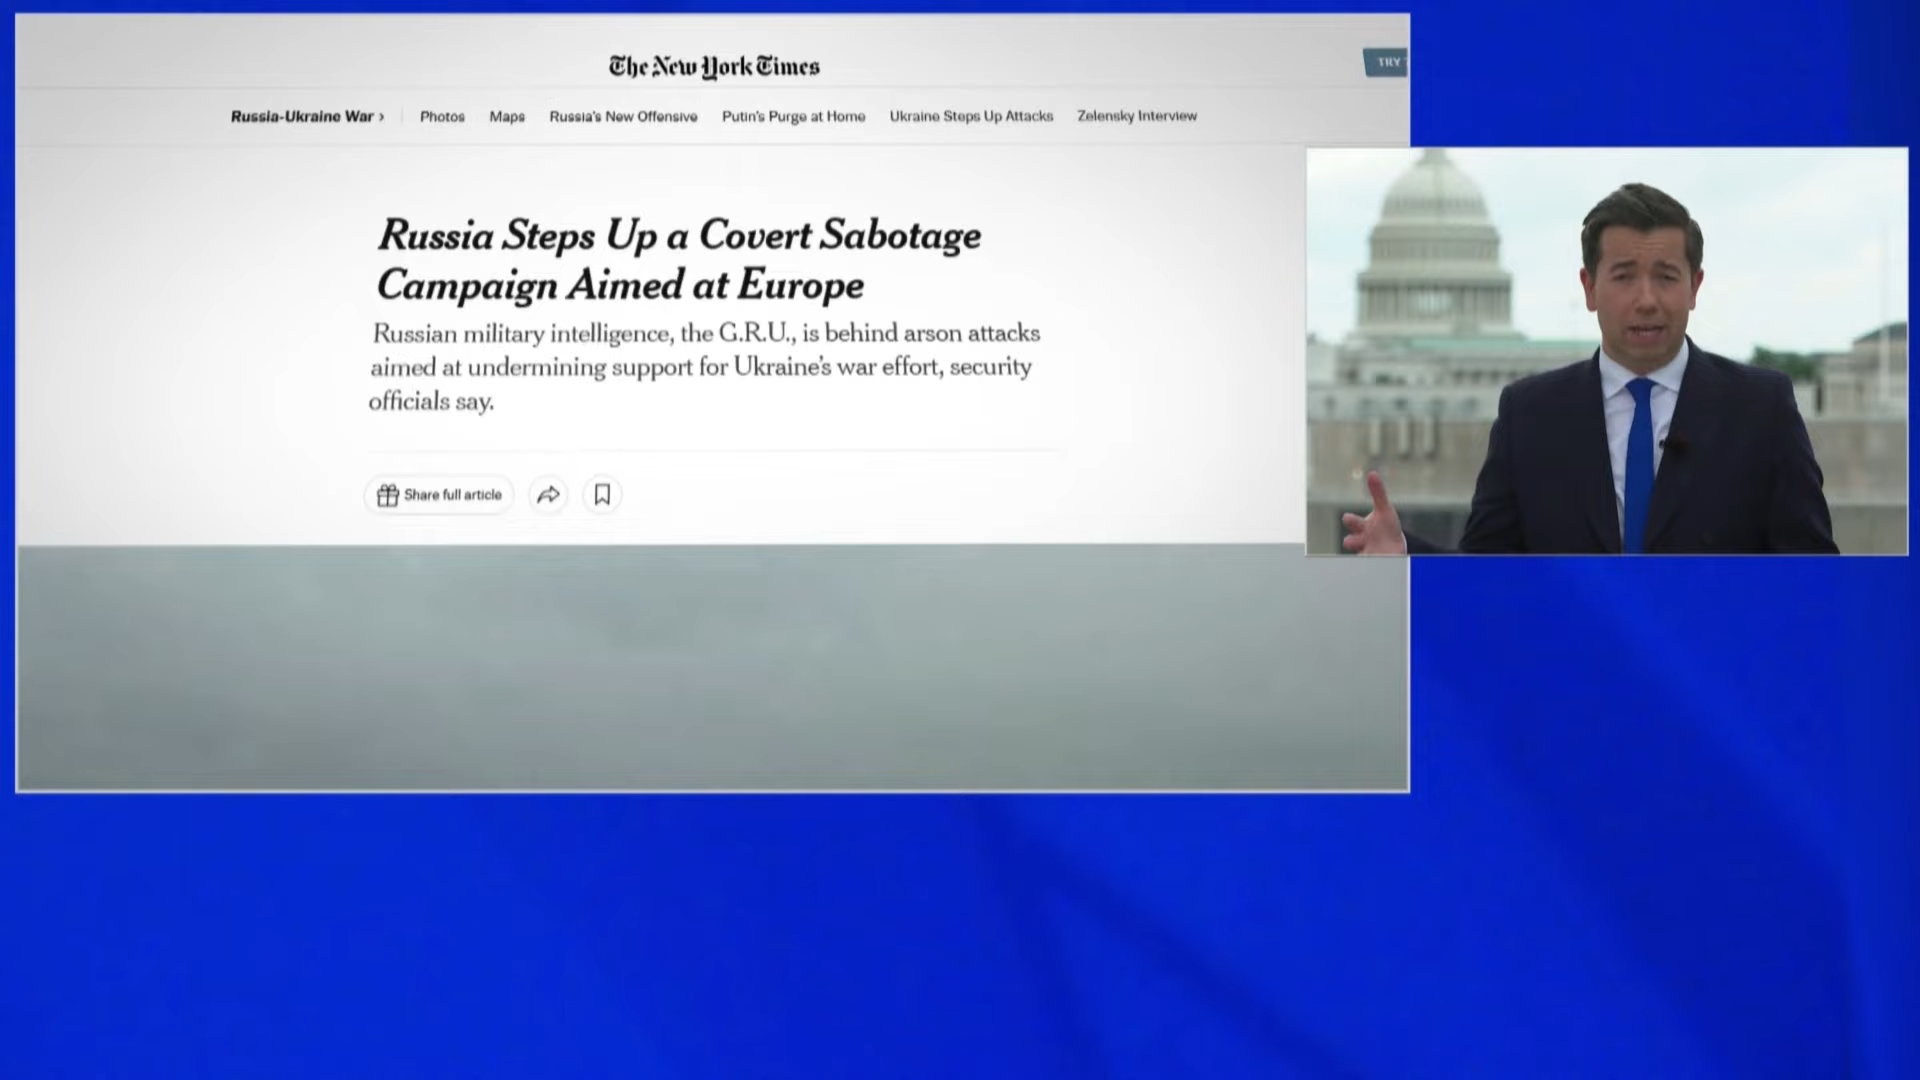 The New York Times
TRY
Russia-Ukraine War ›
Photos
Maps
Russia's New Offensive
Putin's Purge at Home
Ukraine Steps Up Attacks
Zelensky Interview
Russia Steps Up a Covert Sabotage
Campaign Aimed at Europe
Russian military intelligence, the G.R.U., is behind arson attacks
aimed at undermining support for Ukraine's war effort, security
officials say.
Share full article